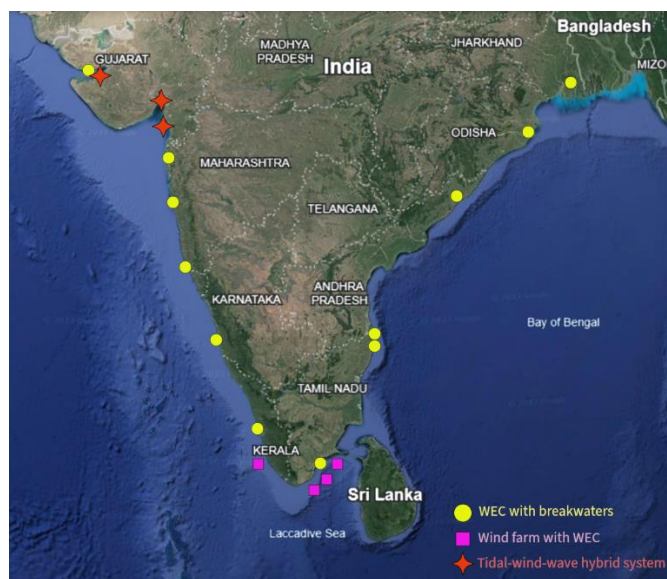 Bangladesh
GUJARAT
MADHYA
PRADESH
India
JHARKHAND
MIZO
ODISHA
MAHARASHTRA
TELANGANA
ANDHRA
PRADESH
KARNATAKA
Bay of Bengal
TAMIL NADU
KERALA
Sri Lanka
Laccadive Sea
WEC with breakwaters
Wind farm with WEC
Tidal-wind-wave hybrid system